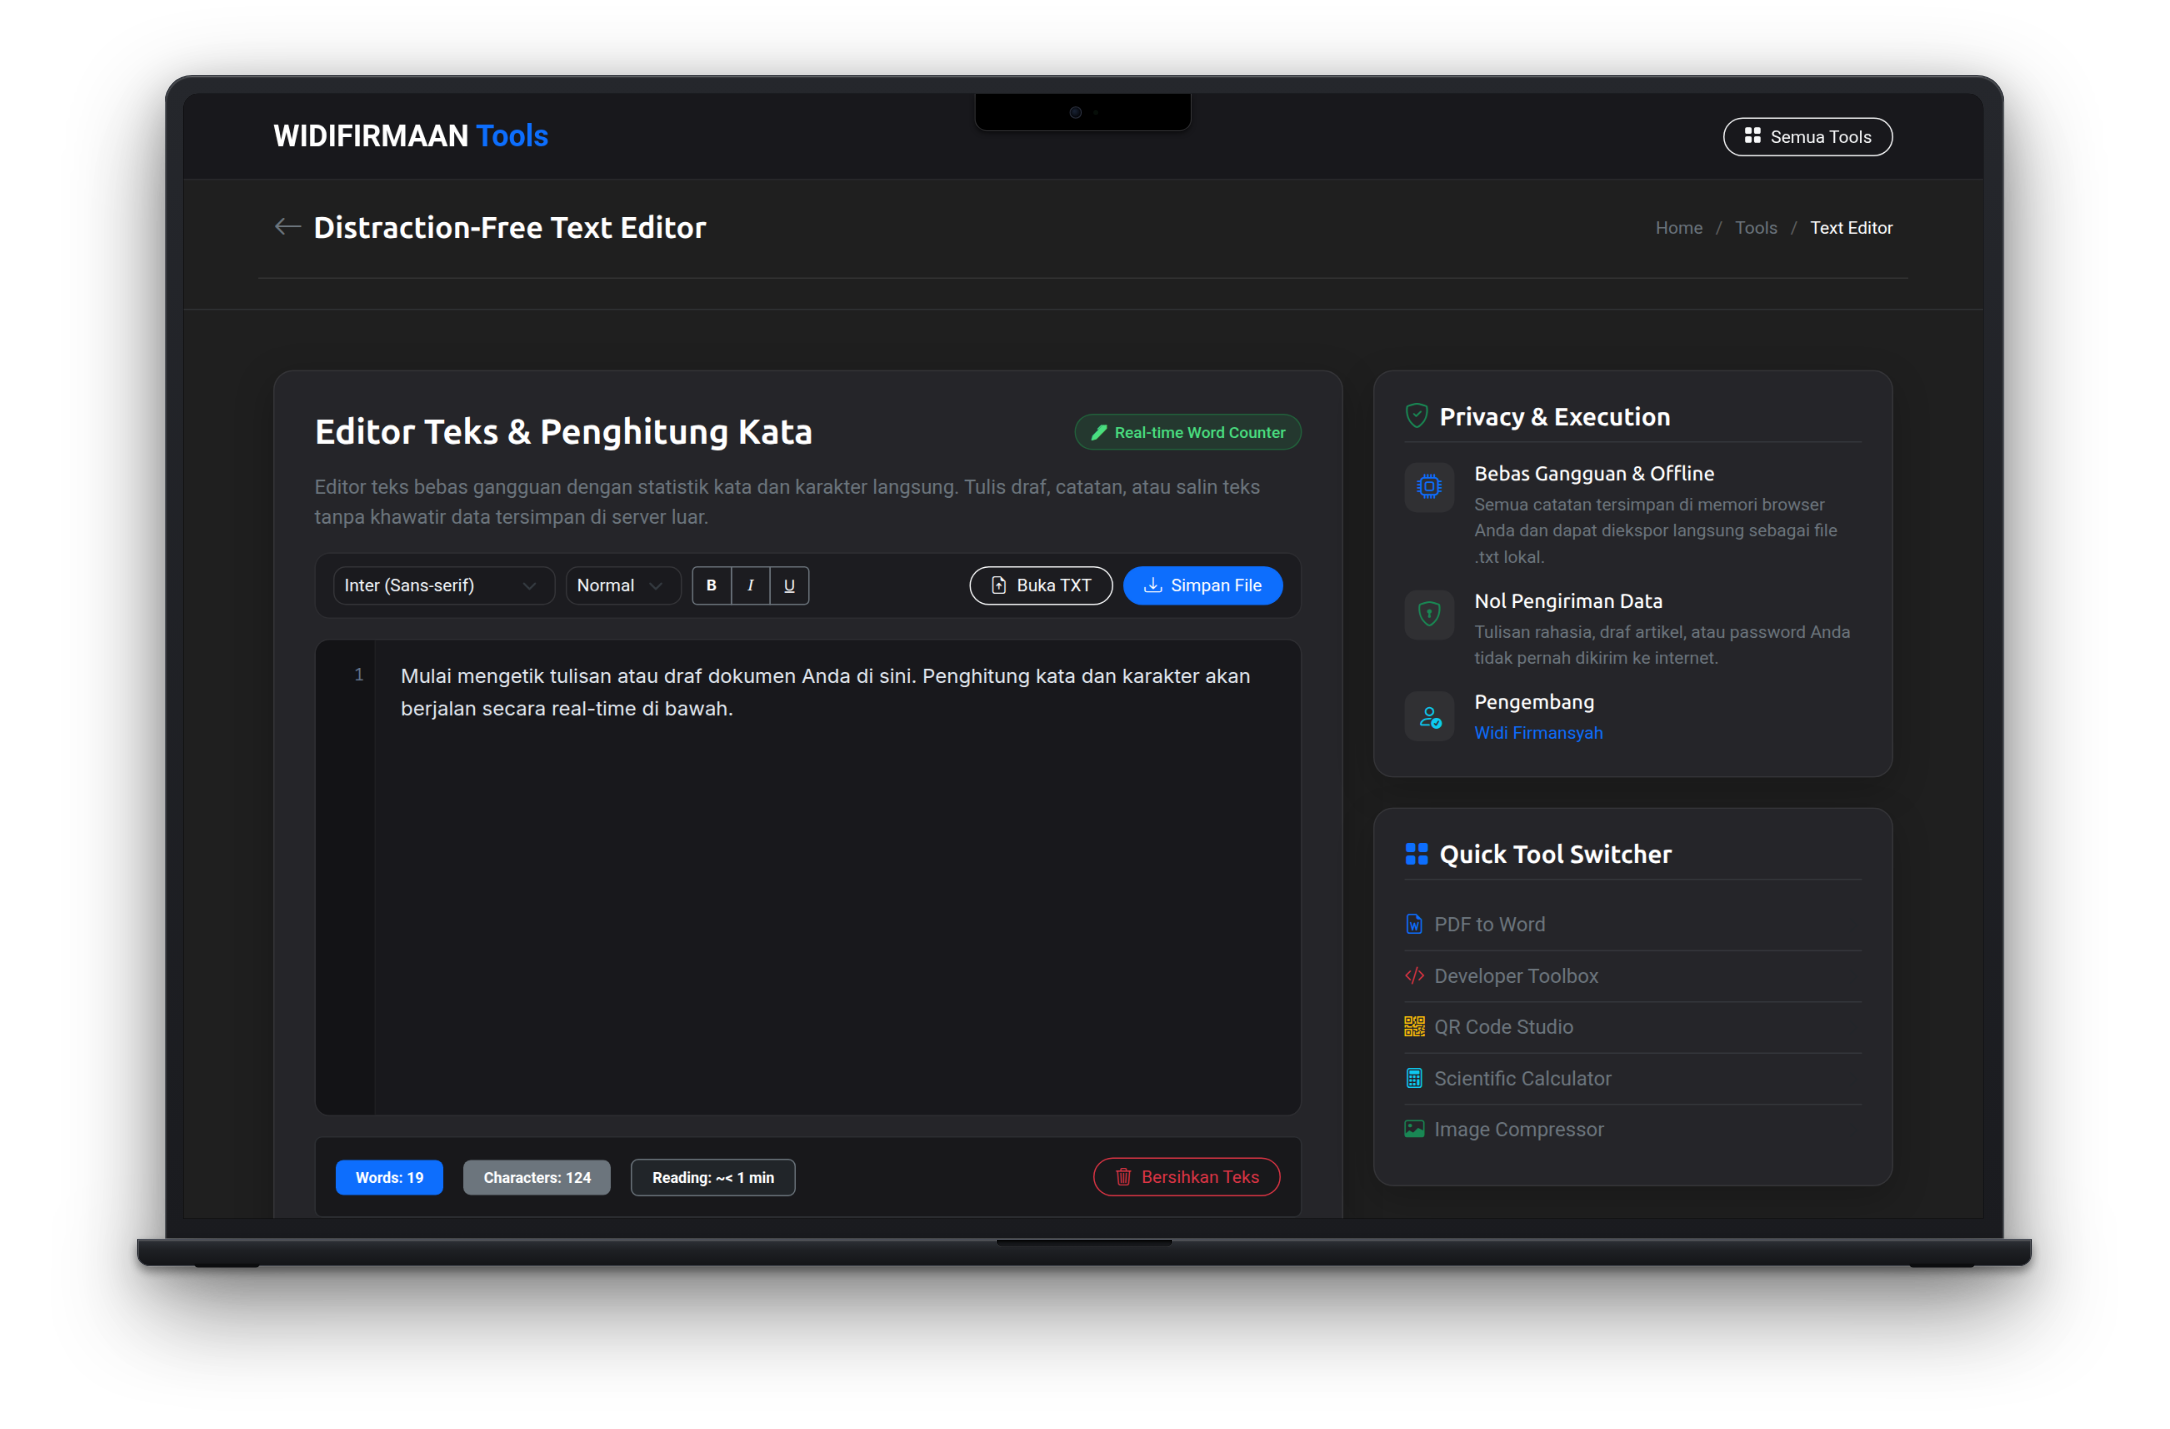 WIDIFIRMAAN Tools
Semua Tools
Distraction-Free Text Editor
Home / Tools / Text Editor
Editor Teks & Penghitung Kata
Real-time Word Counter
Editor teks bebas gangguan dengan statistik kata dan karakter langsung. Tulis draf, catatan, atau salin teks
tanpa khawatir data tersimpan di server luar.
Inter (Sans-serif)
Normal
B I U
Buka TXT
Simpan File
1
Mulai mengetik tulisan atau draf dokumen Anda di sini. Penghitung kata dan karakter akan
berjalan secara real-time di bawah.
Words: 19
Characters: 124
Reading: ~< 1 min
Bersihkan Teks
Privacy & Execution
Bebas Gangguan & Offline
Semua catatan tersimpan di memori browser
Anda dan dapat diekspor langsung sebagai file
.txt lokal.
Nol Pengiriman Data
Tulisan rahasia, draf artikel, atau password Anda
tidak pernah dikirim ke internet.
Pengembang
Widi Firmansyah
Quick Tool Switcher
PDF to Word
Developer Toolbox
QR Code Studio
Scientific Calculator
Image Compressor